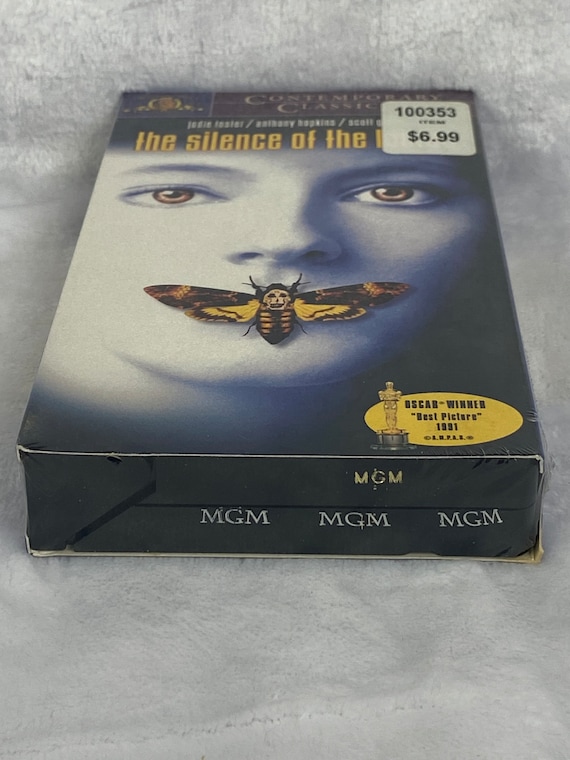 CONTEMPORARY
CLASSICS
100353
ITEM
$6.99
jodie foster / anthony hopkins / scott g
the silence of the l
OSCAR® WINNER
"Best Picture"
1991
©A.M.P.A.S.®
MGM
MGM MGM MGM